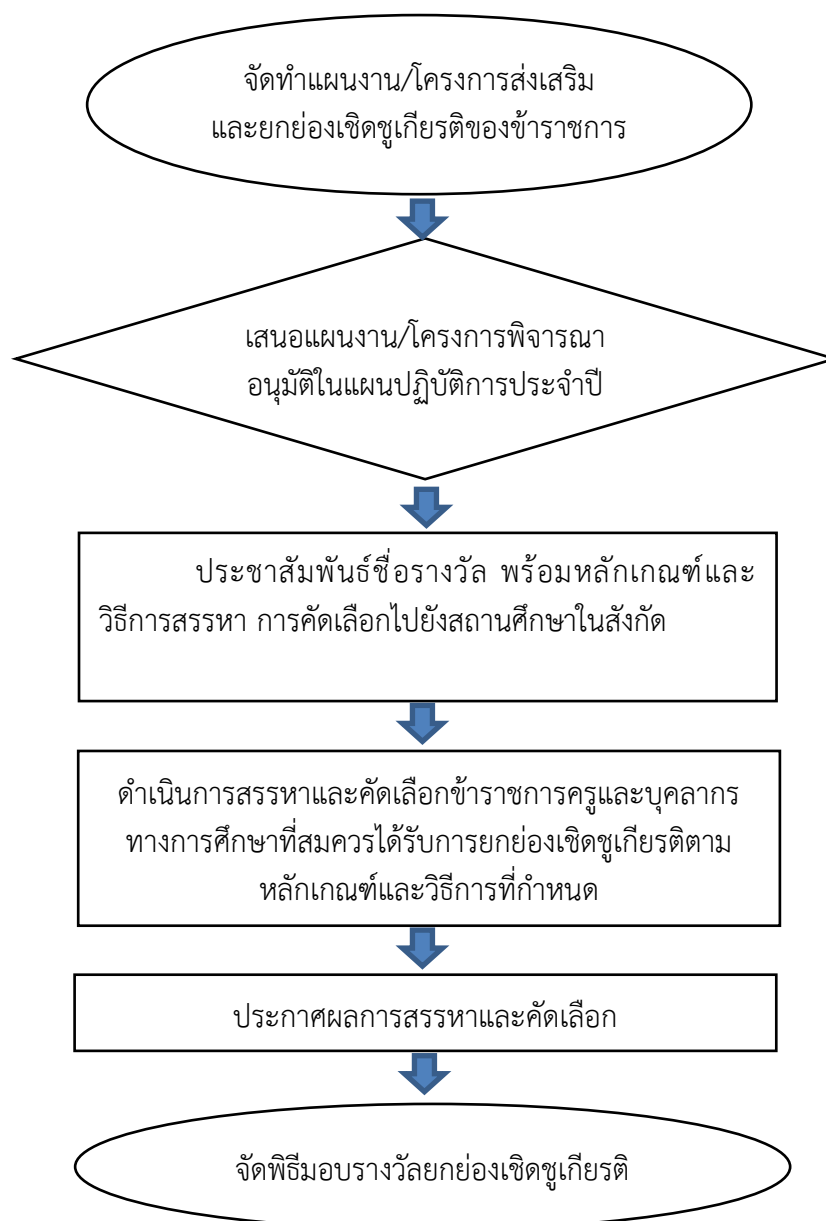 จัดทำแผนงาน/โครงการส่งเสริม
และยกย่องเชิดชูเกียรติของข้าราชการ
เสนอแผนงาน/โครงการพิจารณา
อนุมัติในแผนปฏิบัติการประจำปี
ประชาสัมพันธ์ชื่อรางวัล พร้อมหลักเกณฑ์และ
วิธีการสรรหา การคัดเลือกไปยังสถานศึกษาในสังกัด
ดำเนินการสรรหาและคัดเลือกข้าราชการครูและบุคลากร
ทางการศึกษาที่สมควรได้รับการยกย่องเชิดชูเกียรติตาม
หลักเกณฑ์และวิธีการที่กำหนด
ประกาศผลการสรรหาและคัดเลือก
จัดพิธีมอบรางวัลยกย่องเชิดชูเกียรติ